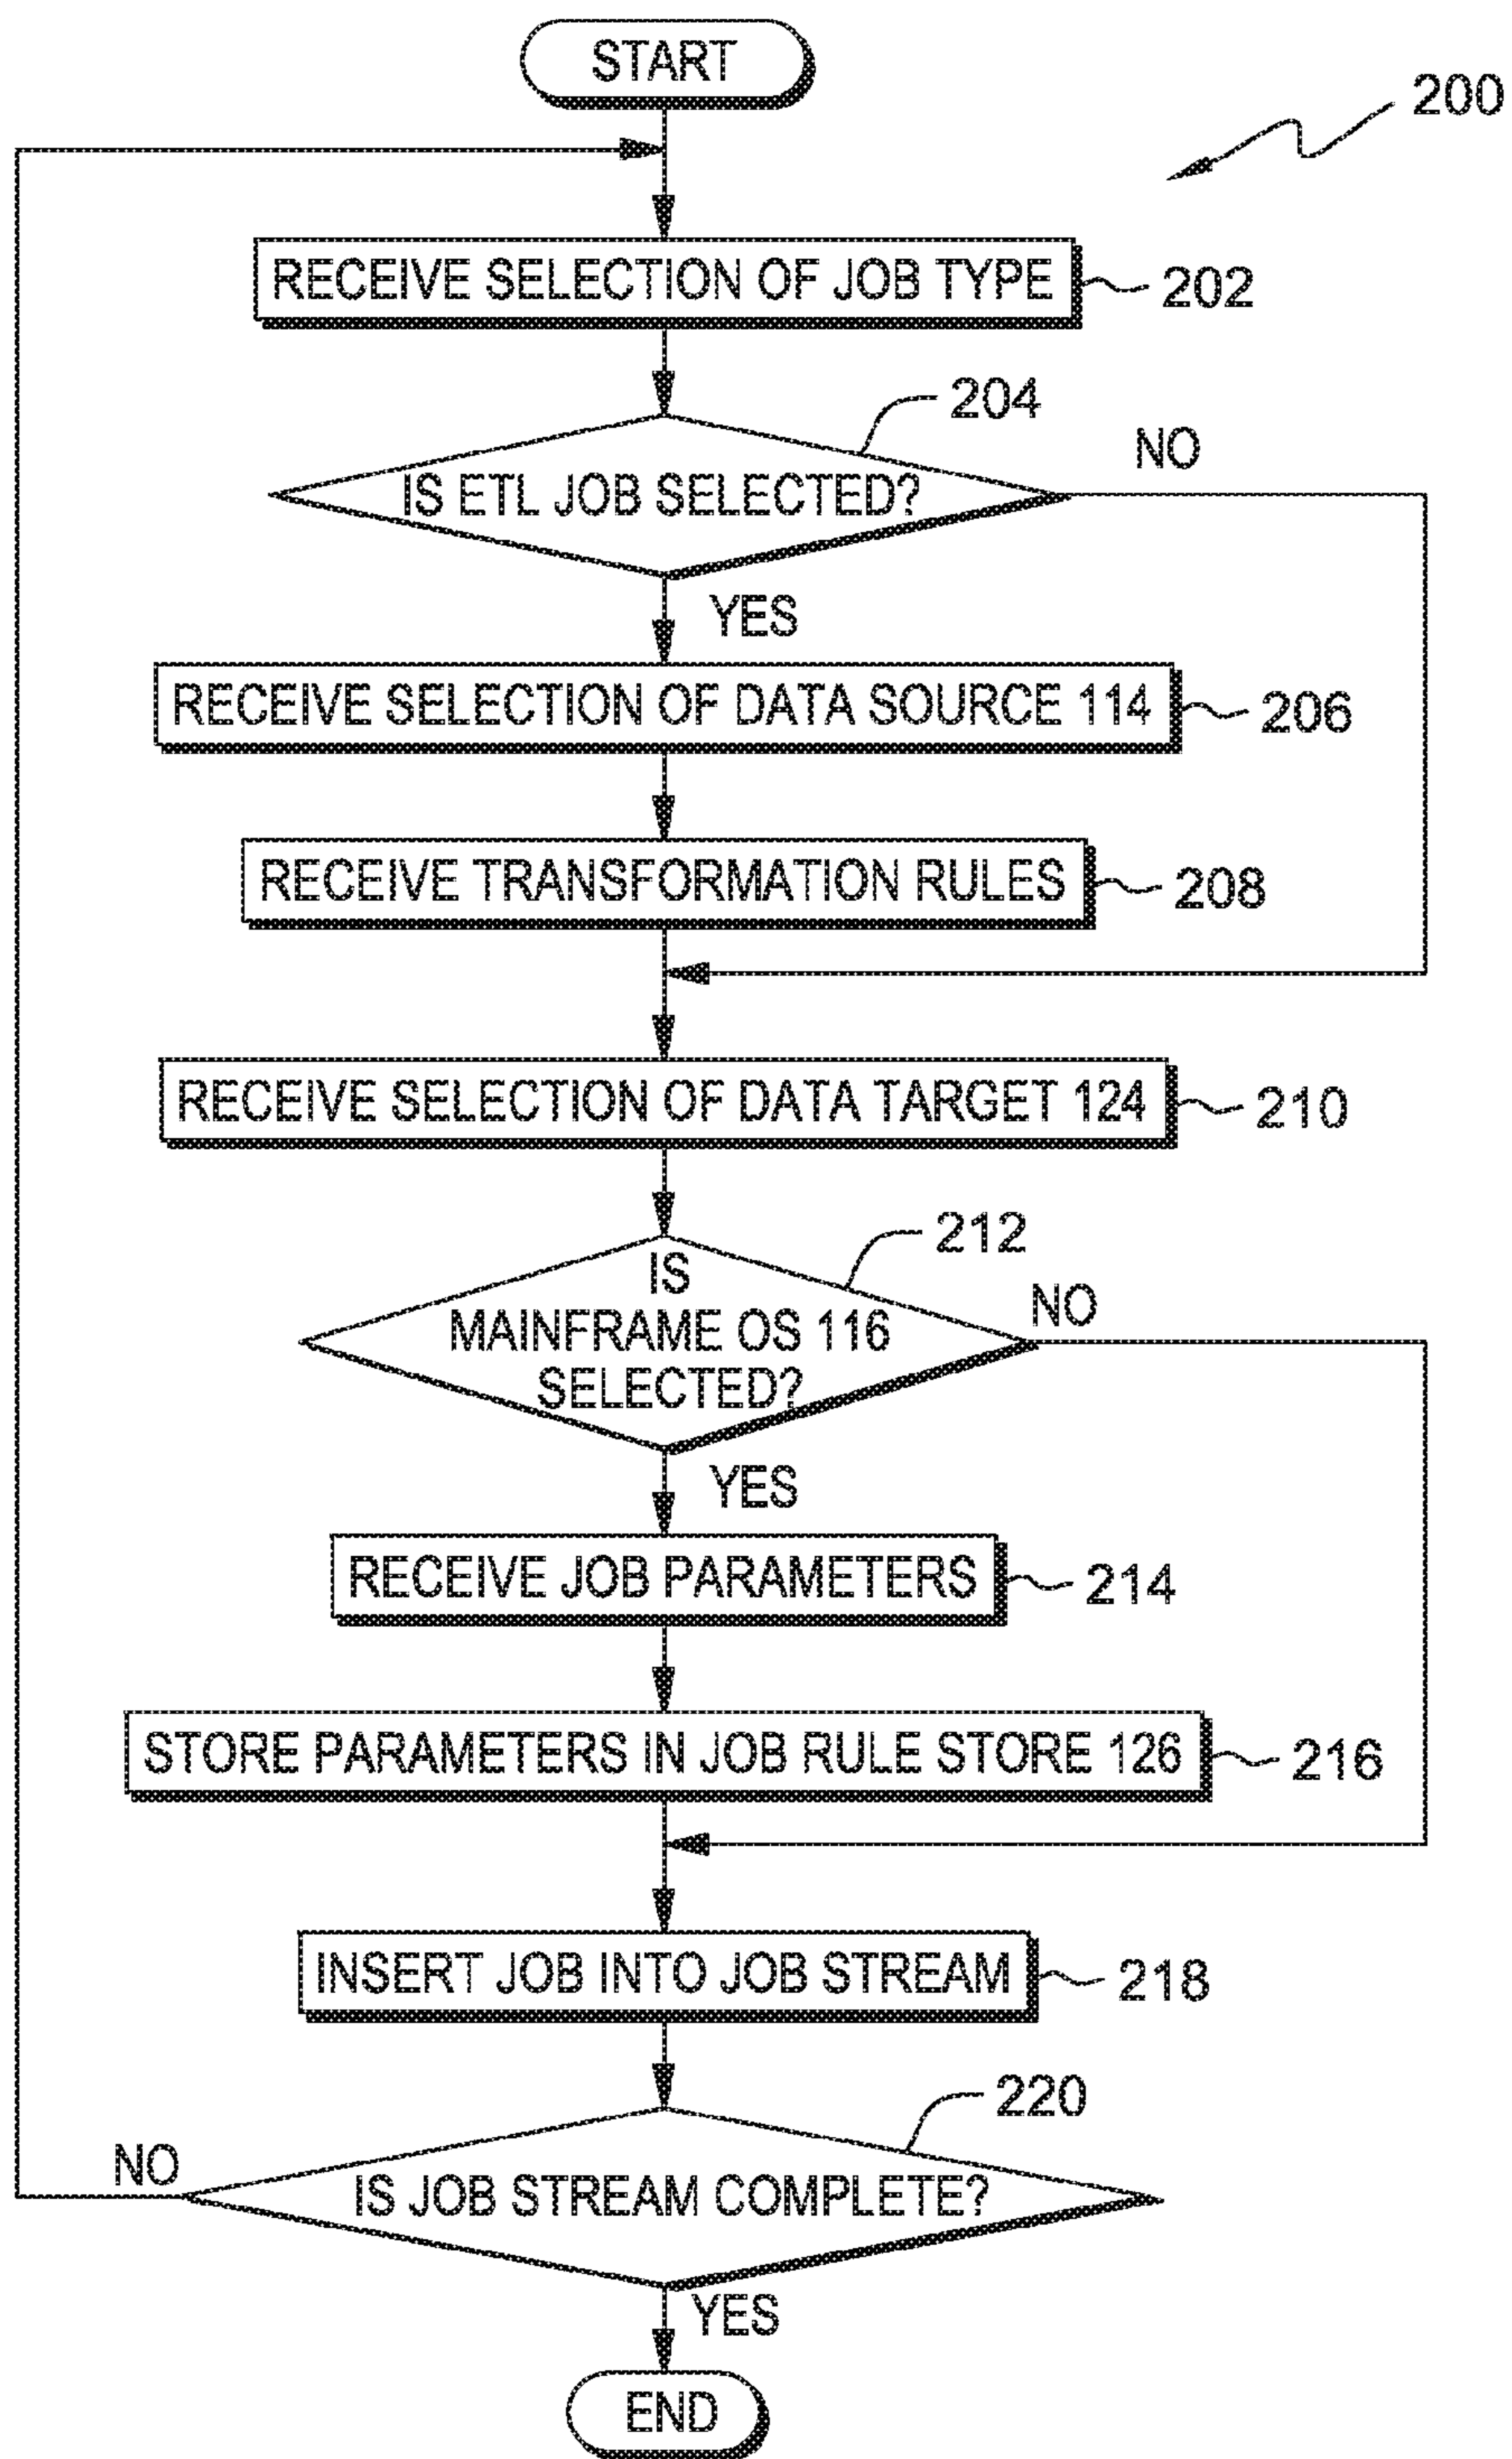 START
200
RECEIVE SELECTION OF JOB TYPE
202
204
IS ETL JOB SELECTED?
NO
YES
RECEIVE SELECTION OF DATA SOURCE 114
206
RECEIVE TRANSFORMATION RULES
208
RECEIVE SELECTION OF DATA TARGET 124
210
212
IS
MAINFRAME OS 116
SELECTED?
NO
YES
RECEIVE JOB PARAMETERS
214
STORE PARAMETERS IN JOB RULE STORE 126
216
INSERT JOB INTO JOB STREAM
218
220
NO
IS JOB STREAM COMPLETE?
YES
END